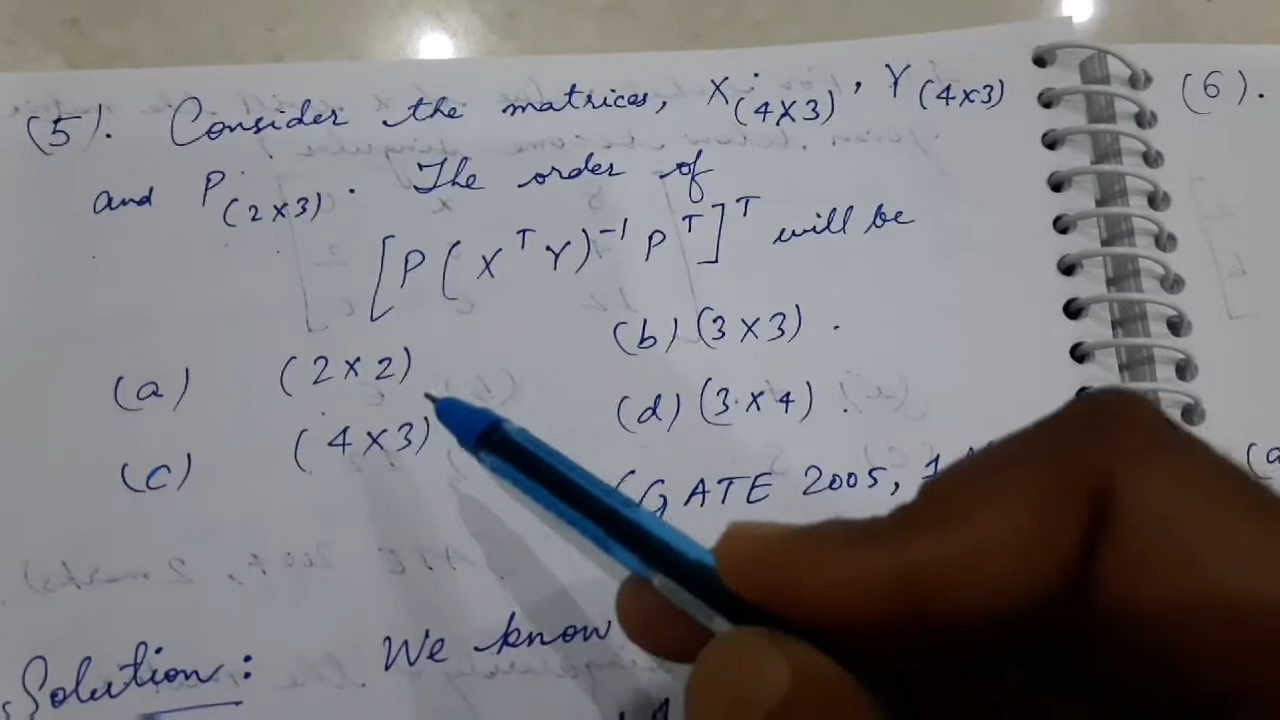 (5). Consider the matrices, X(4×3), Y(4×3)
and P(2×3). The order of
[P(XᵀY)⁻¹Pᵀ]ᵀ will be
(a) (2×2) (b) (3×3).
(c) (4×3) (d) (3×4).
(GATE 2005, 1
Solution: We know
(6).
(a